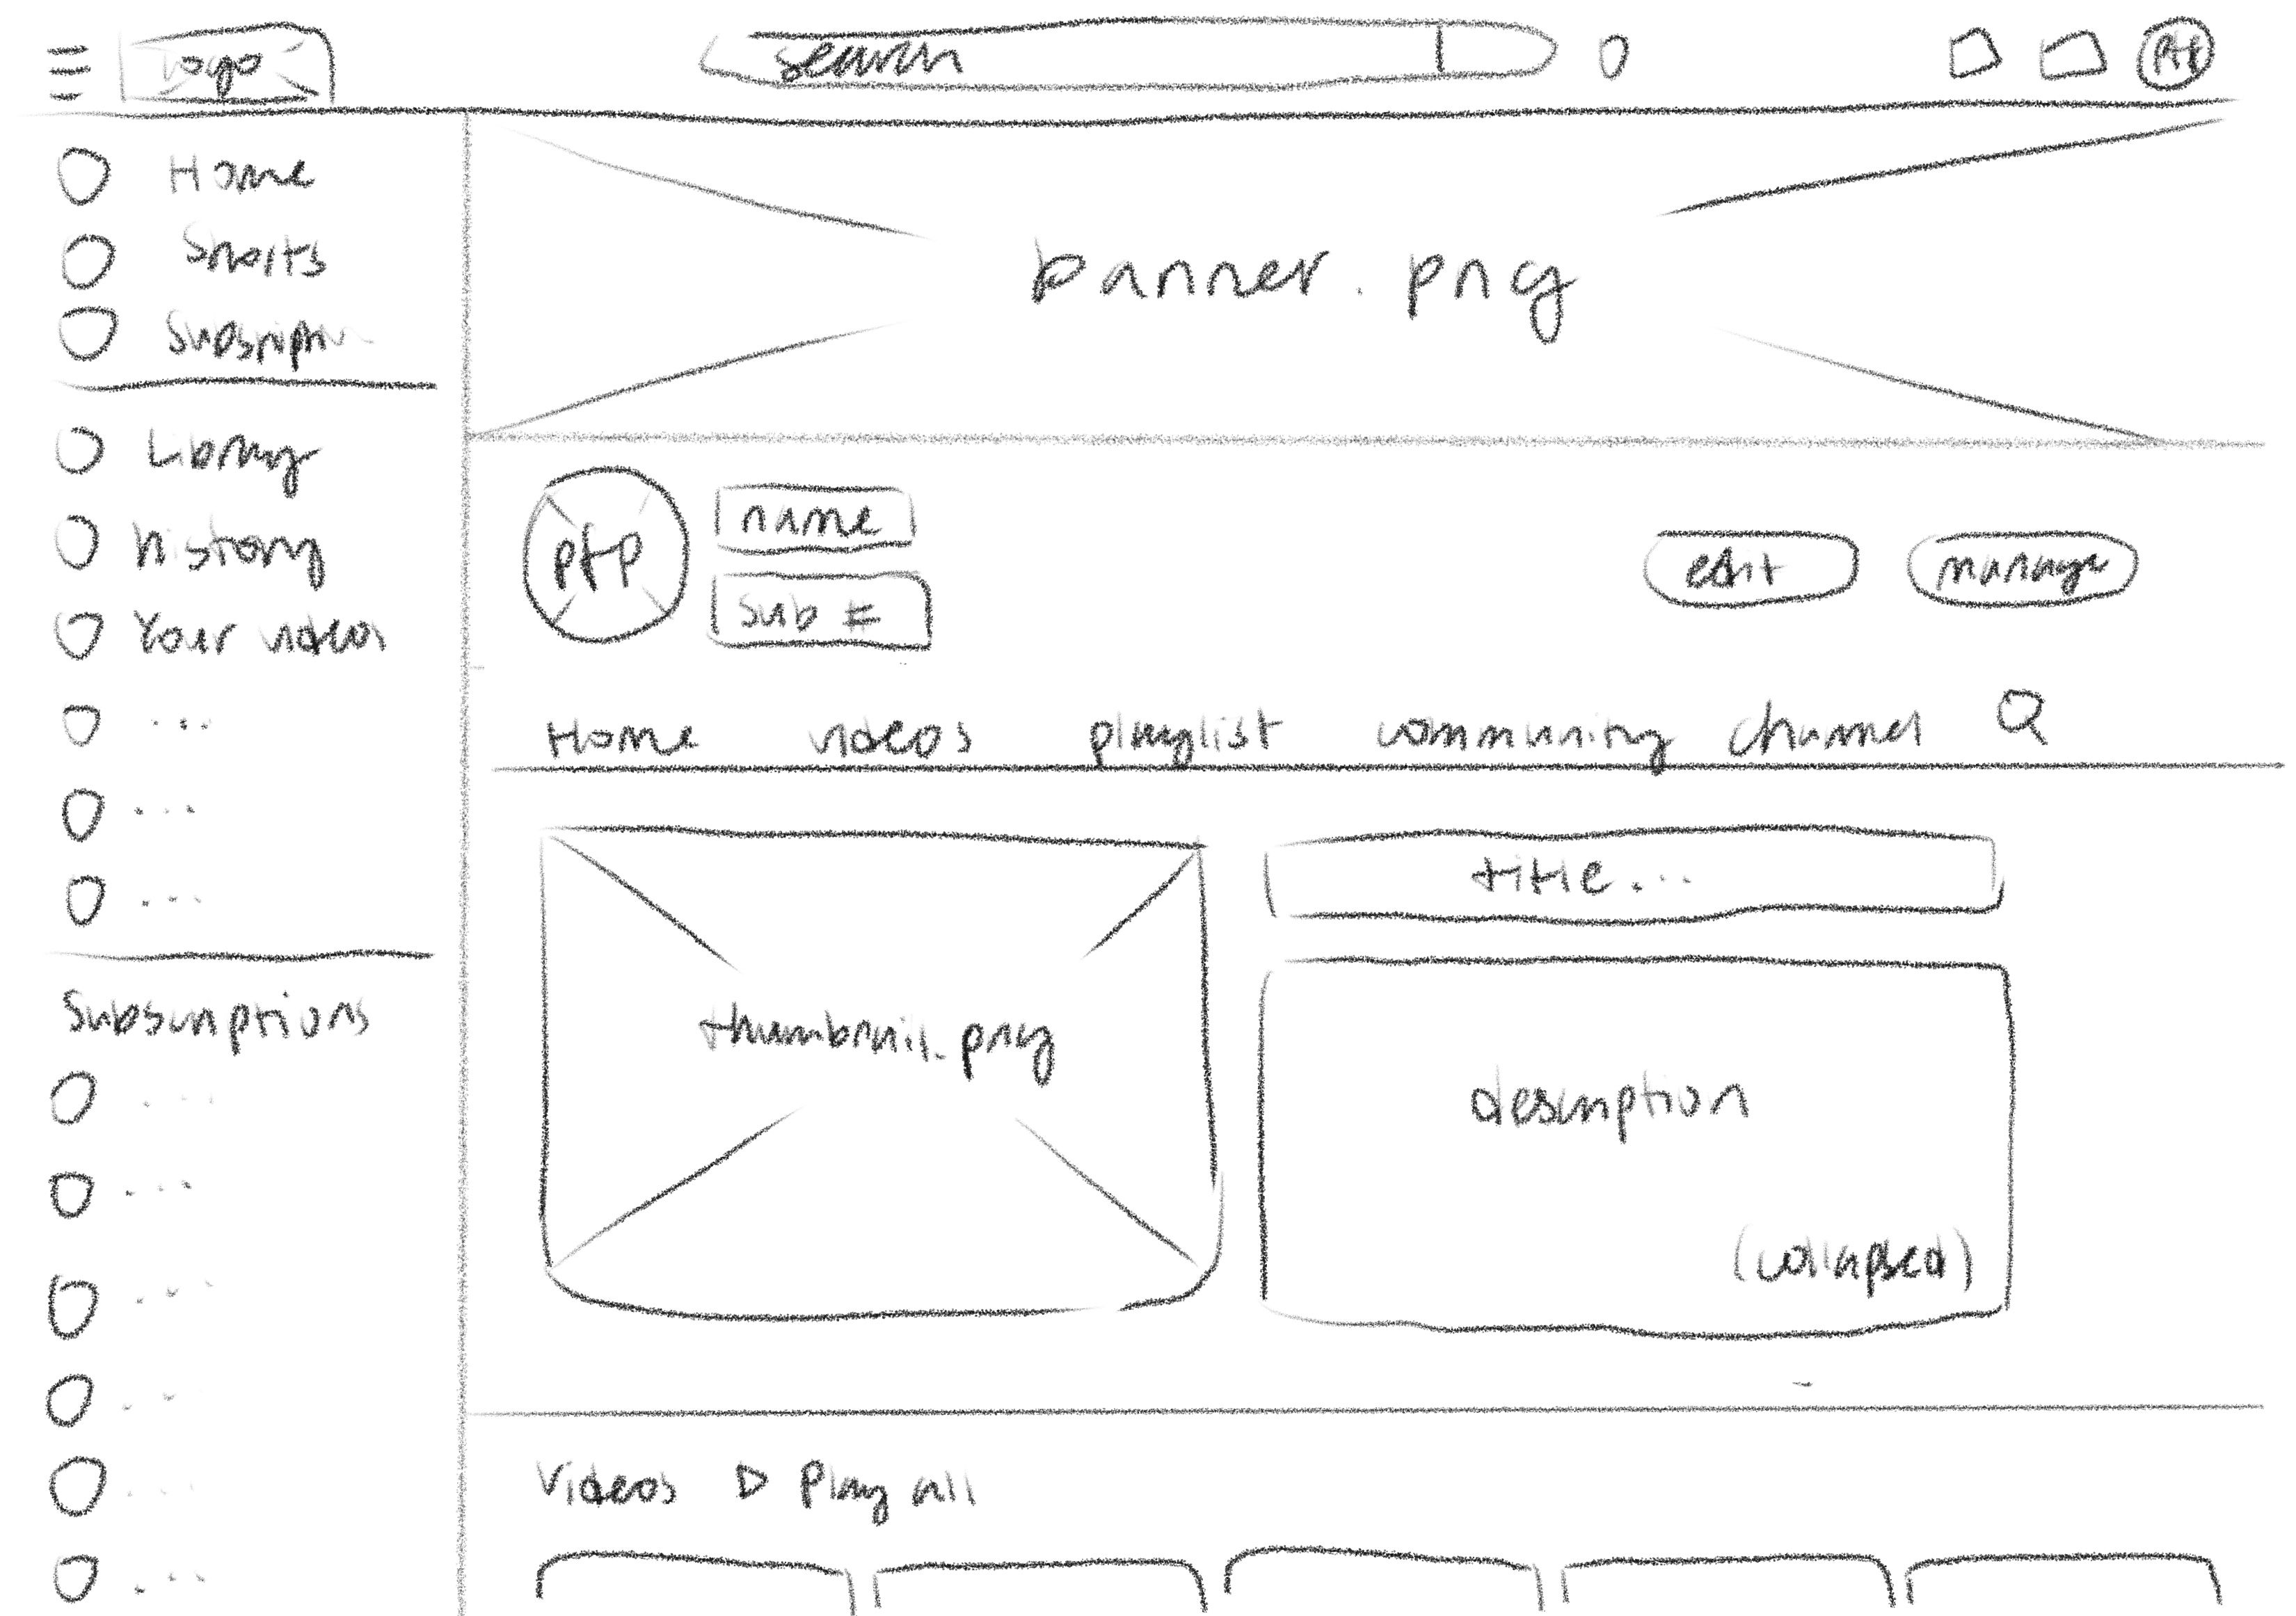 logo
search
pfp
Home
Shorts
Subscriptn
Library
history
Your videos
...
...
...
Subscriptions
...
...
...
...
...
...
banner.png
pfp
name
sub #
edit
manage
Home videos playlist community channel
thumbnail.png
title...
description
(collapsed)
Videos ▷ Play all